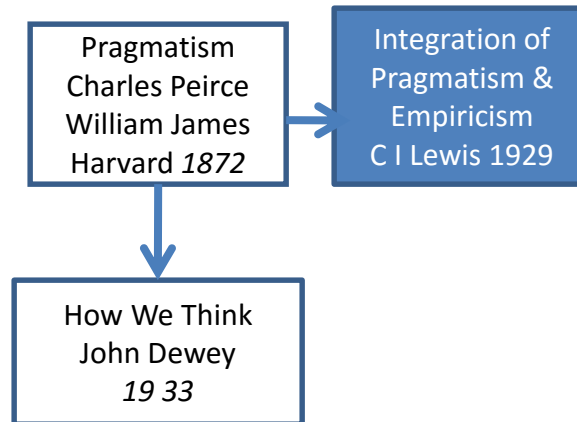 Pragmatism
Charles Peirce
William James
Harvard 1872
Integration of
Pragmatism &
Empiricism
C I Lewis 1929
How We Think
John Dewey
19 33